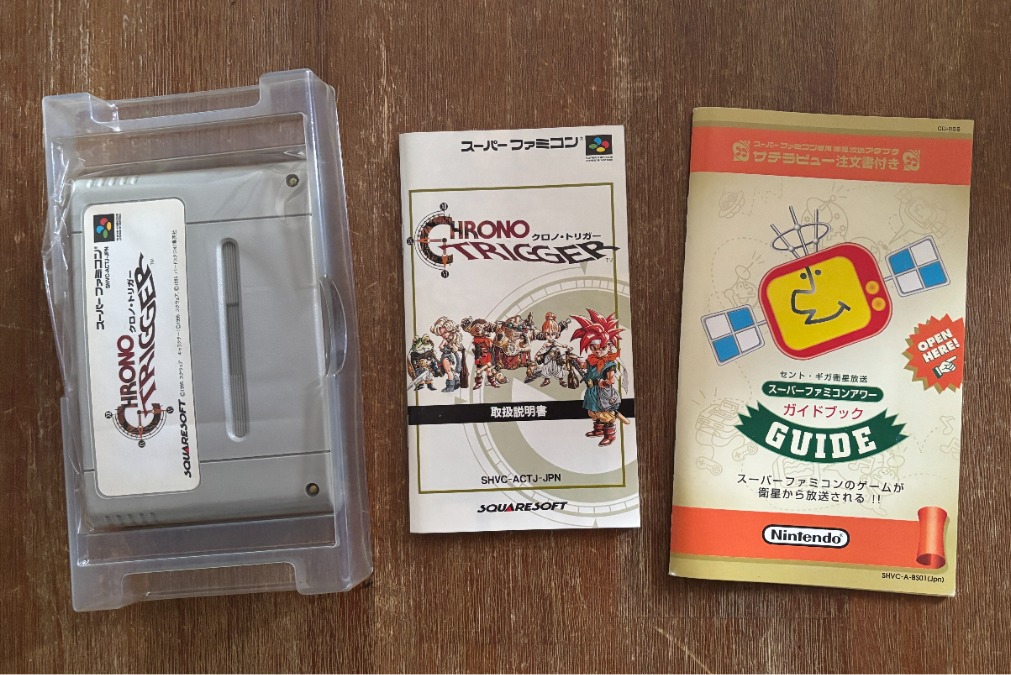 スーパーファミコン
SHVC-ACTJ-JPN
CHRONO
クロノ・トリガー
TRIGGER
TM
SQUARESOFT
スーパーファミコン
CHRONO
クロノ・トリガー
TRIGGER
TM
取扱説明書
SHVC-ACTJ-JPN
SQUARESOFT
サテラビュー注文書付き
OPEN
HERE!
セント・ギガ衛星放送
スーパーファミコンアワー
ガイドブック
GUIDE
スーパーファミコンのゲームが
衛星から放送される!!
Nintendo
SHVC-A-BS01(Jpn)